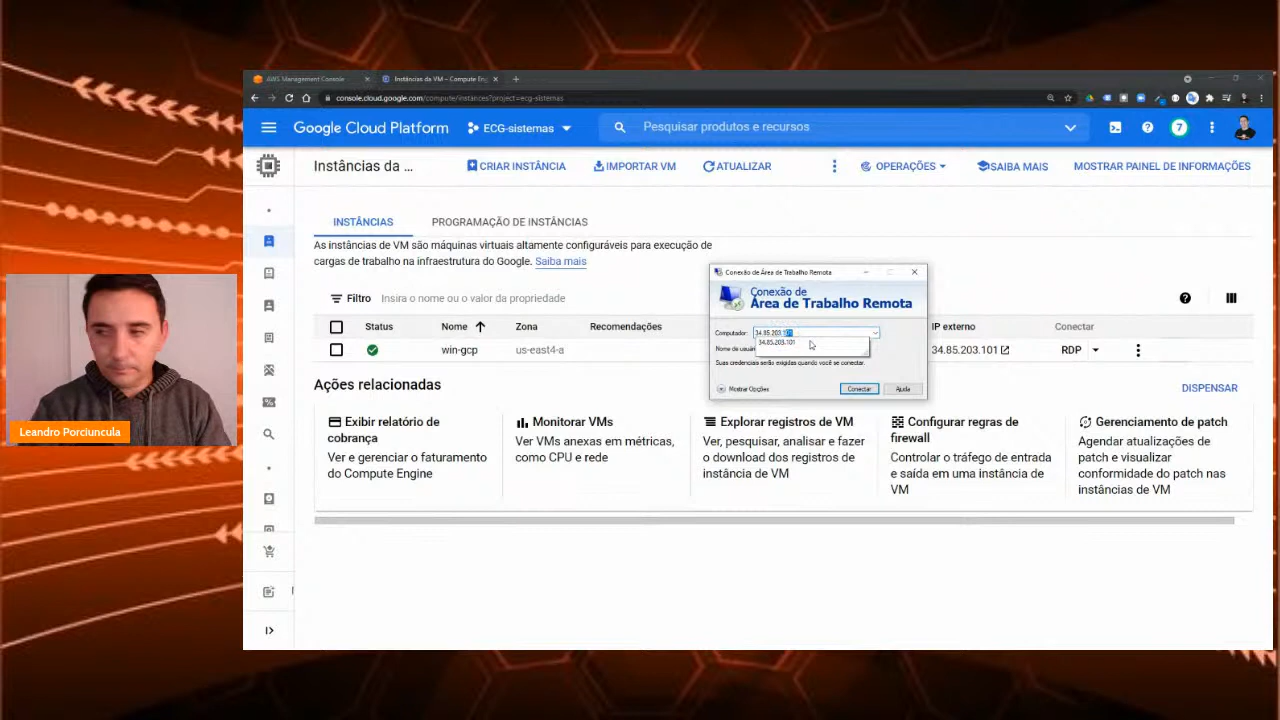 AWS Management Console
Instâncias da VM – Compute En
console.cloud.google.com/compute/instances?project=ecg-sistemas
Google Cloud Platform
ECG-sistemas
Pesquisar produtos e recursos
7
Instâncias da ...
CRIAR INSTÂNCIA
IMPORTAR VM
ATUALIZAR
OPERAÇÕES
SAIBA MAIS
MOSTRAR PAINEL DE INFORMAÇÕES
INSTÂNCIAS
PROGRAMAÇÃO DE INSTÂNCIAS
As instâncias de VM são máquinas virtuais altamente configuráveis para execução de
cargas de trabalho na infraestrutura do Google. Saiba mais
Filtro
Insira o nome ou o valor da propriedade
Status
Nome
Zona
Recomendações
IP externo
Conectar
win-gcp
us-east4-a
34.85.203.101
RDP
Conexão de Área de Trabalho Remota
Conexão de
Área de Trabalho Remota
Computador:
34.85.203.101
34.85.203.101
Nome de usuár
Suas credenciais serão exigidas quando você se conectar.
Mostrar Opções
Conectar
Ajuda
Ações relacionadas
DISPENSAR
Exibir relatório de
cobrança
Ver e gerenciar o faturamento
do Compute Engine
Monitorar VMs
Ver VMs anexas em métricas,
como CPU e rede
Explorar registros de VM
Ver, pesquisar, analisar e fazer
o download dos registros de
instância de VM
Configurar regras de
firewall
Controlar o tráfego de entrada
e saída em uma instância de
VM
Gerenciamento de patch
Agendar atualizações de
patch e visualizar
conformidade do patch nas
instâncias de VM
Leandro Porciuncula